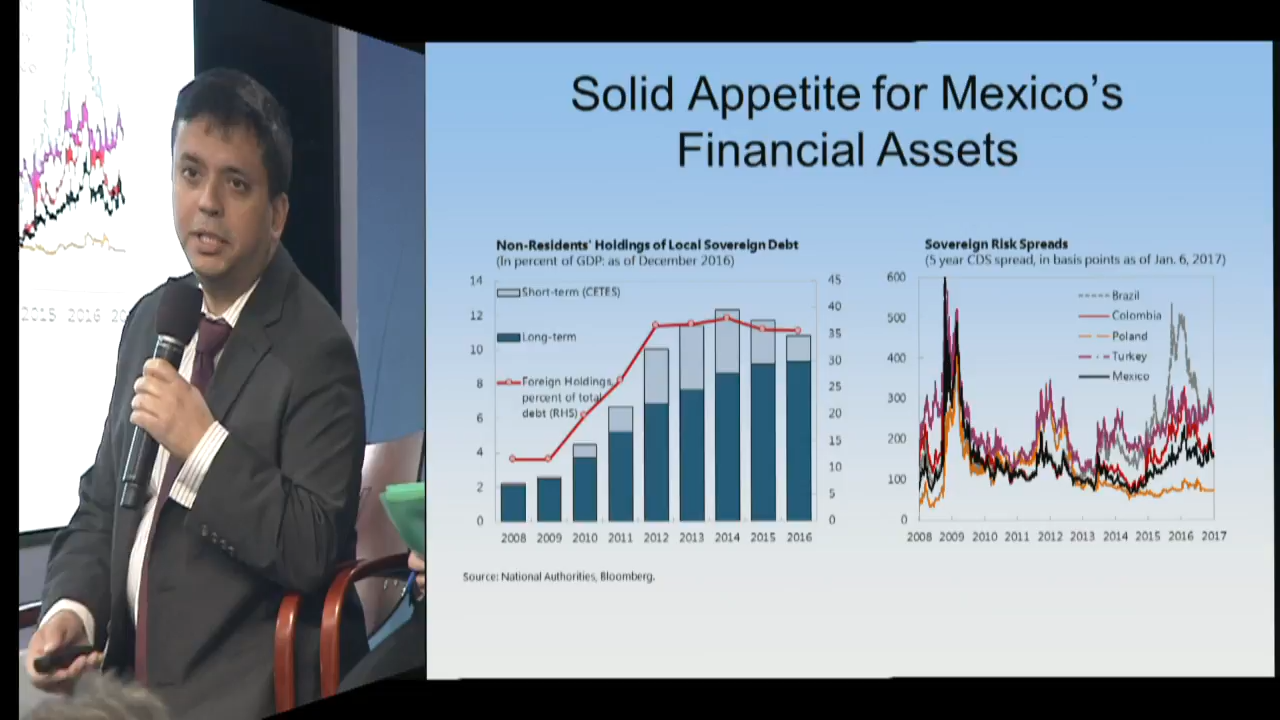 Solid Appetite for Mexico's
Financial Assets
Non-Residents' Holdings of Local Sovereign Debt
(In percent of GDP: as of December 2016)
14
12
10
8
6
4
2
0
45
40
35
30
25
20
15
10
5
0
Short-term (CETES)
Long-term
Foreign Holdings,
percent of total
debt (RHS)
2008 2009 2010 2011 2012 2013 2014 2015 2016
Source: National Authorities, Bloomberg.
Sovereign Risk Spreads
(5 year CDS spread, in basis points as of Jan. 6, 2017)
600
500
400
300
200
100
0
Brazil
Colombia
Poland
Turkey
Mexico
2008 2009 2010 2011 2012 2013 2014 2015 2016 2017
2015 2016 20